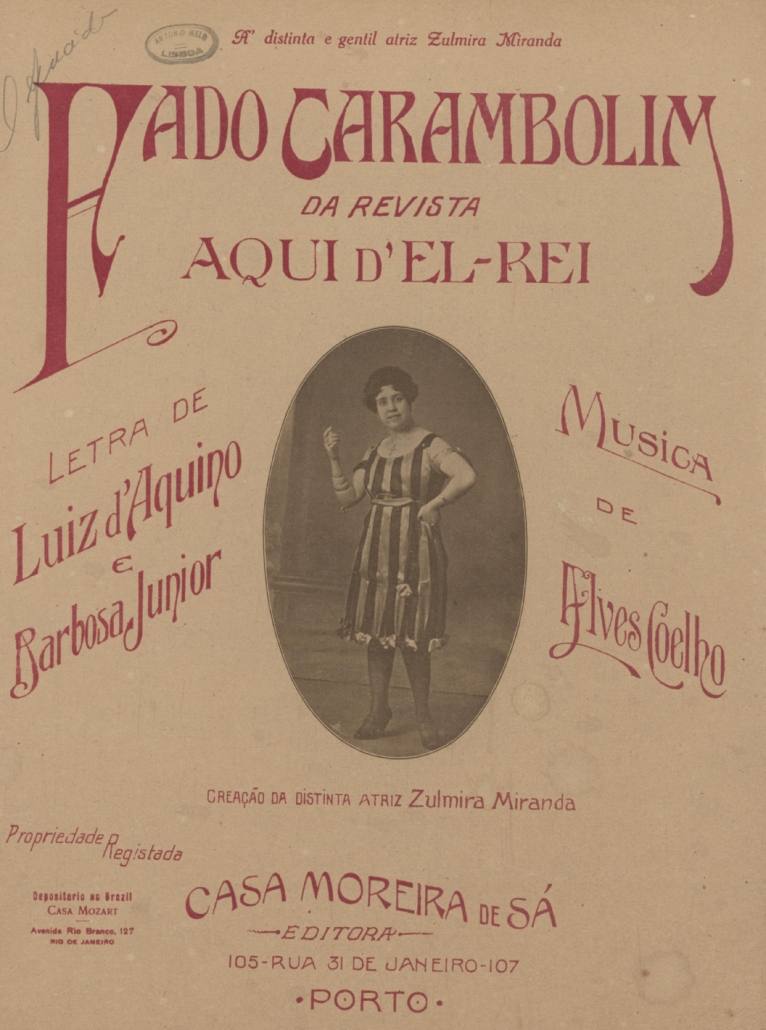 A' distinta e gentil atriz Zulmira Miranda
LISBOA
FADO CARAMBOLIM
DA REVISTA
AQUI D'EL-REI
LETRA DE
Luiz d'Aquino
E
Barbosa Junior
MUSICA
DE
Alves Coelho
CREAÇÃO DA DISTINTA ATRIZ Zulmira Miranda
Propriedade Registada
Depositario no Brazil
CASA MOZART
Avenida Rio Branco, 127
RIO DE JANEIRO
CASA MOREIRA DE SÁ
EDITORA
105-RUA 31 DE JANEIRO-107
•PORTO•